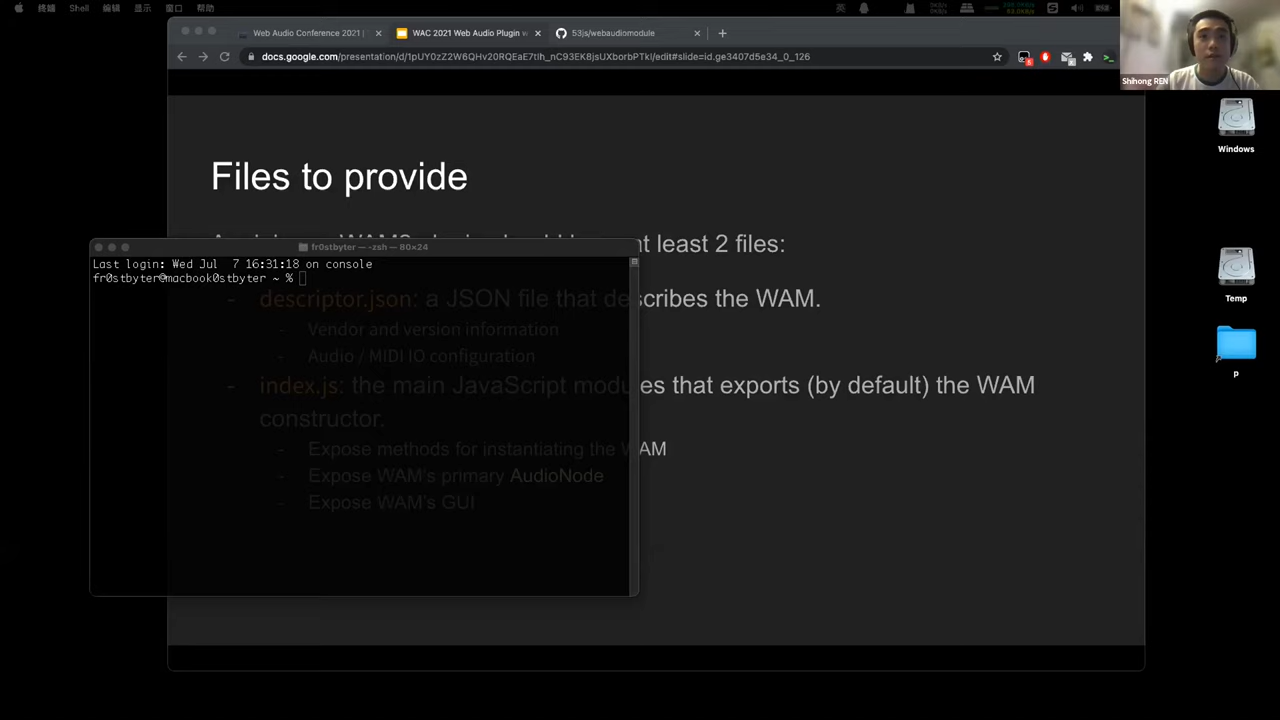 終端 Shell 編輯 顯示 窗口 帮助 英
Web Audio Conference 2021 |
WAC 2021 Web Audio Plugin w
53js/webaudiomodule
docs.google.com/presentation/d/1pUY0zZ2W6QHv20RQEaE7tIh_nC93EK8jsUXborbPTkI/edit#slide=id.ge3407d5e34_0_126
Shihong REN
Windows
Files to provide
t least 2 files:
fr0stbyter — -zsh — 80×24
Last login: Wed Jul 7 16:31:18 on console
fr0stbyter@macbook0stbyter ~ %
- descriptor.json: a JSON file that describes the WAM.
- Vendor and version information
- Audio / MIDI IO configuration
- index.js: the main JavaScript modules that exports (by default) the WAM
constructor.
- Expose methods for instantiating the WAM
- Expose WAM's primary AudioNode
- Expose WAM's GUI
Temp
p